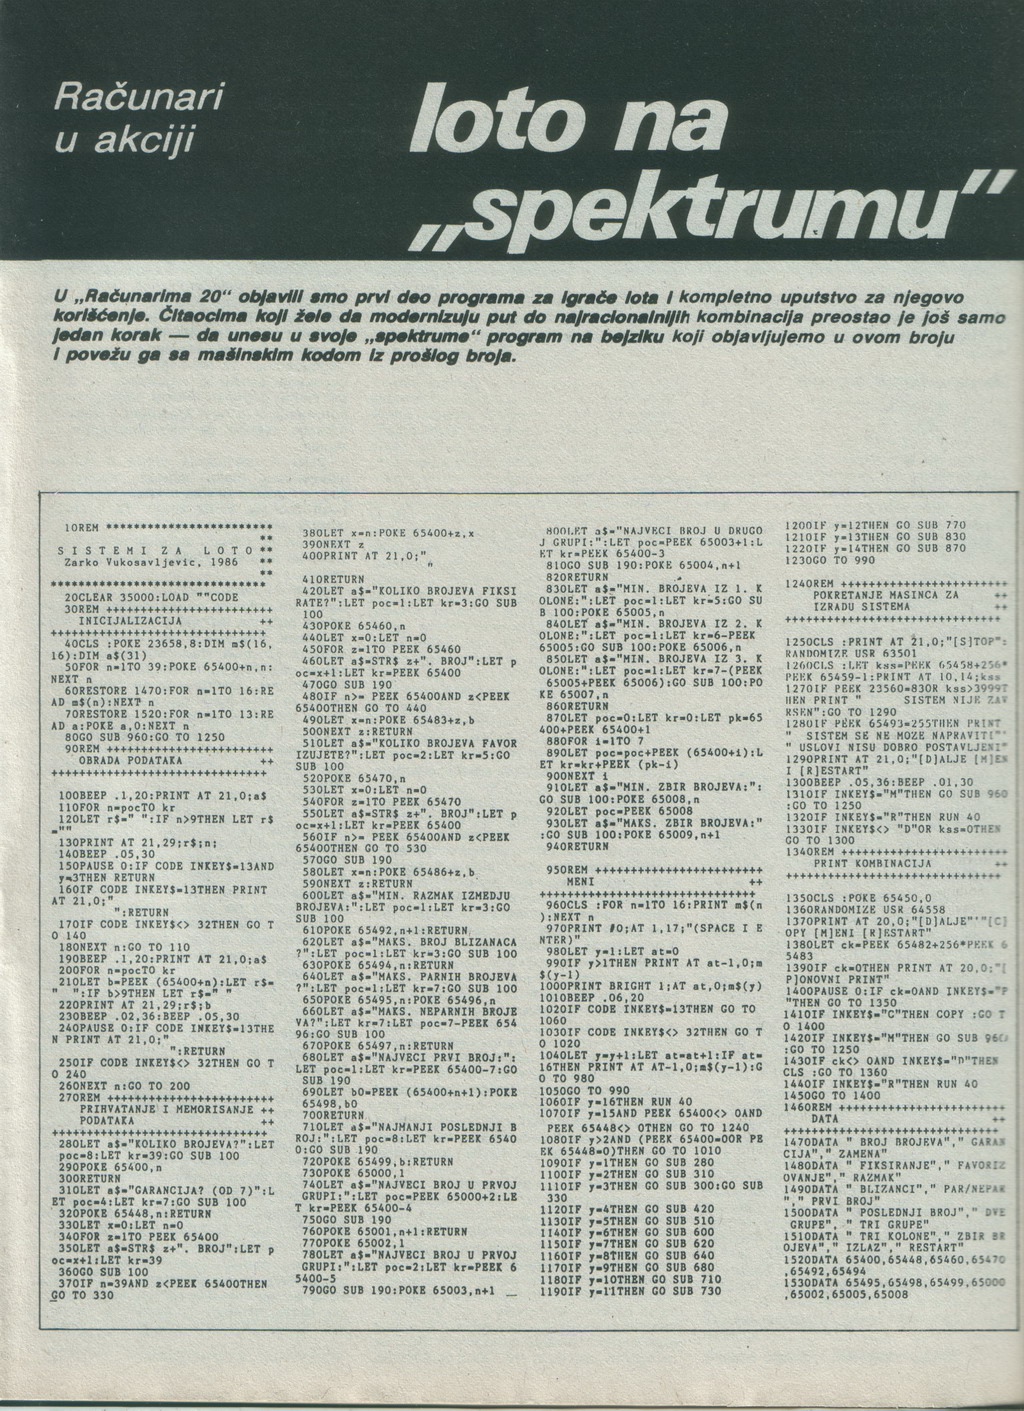 Računari
u akciji
loto na
„spektrumu"
U „Računarima 20" objavili smo prvi deo programa za igrače lota i kompletno uputstvo za njegovo
korišćenje. Čitaocima koji žele da modernizuju put do najracionalnijih kombinacija preostao je još samo
jedan korak — da unesu u svoje „spektrume" program na bejziku koji objavljujemo u ovom broju
i povežu ga sa mašinskim kodom iz prošlog broja.
10REM ************************
**
S I S T E M I   Z A   L O T O **
Zarko Vukosavljevic, 1986 **
**
*******************************
20CLEAR 35000:LOAD ""CODE
30REM ++++++++++++++++++++++++
INICIJALIZACIJA ++
+++++++++++++++++++++++++++++++
40CLS :POKE 23658,8:DIM m$(16,
16):DIM a$(31)
50FOR n=1TO 39:POKE 65400+n,n:
NEXT n
60RESTORE 1470:FOR n=1TO 16:RE
AD m$(n):NEXT n
70RESTORE 1520:FOR n=1TO 13:RE
AD a:POKE a,0:NEXT n
80GO SUB 960:GO TO 1250
90REM ++++++++++++++++++++++++
OBRADA PODATAKA ++
+++++++++++++++++++++++++++++++
100BEEP .1,20:PRINT AT 21,0;a$
110FOR n=pocTO kr
120LET r$=" ":IF n>9THEN LET r$
=""
130PRINT AT 21,29;r$;n;
140BEEP .05,30
150PAUSE 0:IF CODE INKEY$=13AND
y=3THEN RETURN
160IF CODE INKEY$=13THEN PRINT
AT 21,0;"
":RETURN
170IF CODE INKEY$<> 32THEN GO T
O 140
180NEXT n:GO TO 110
190BEEP .1,20:PRINT AT 21,0;a$
200FOR n=pocTO kr
210LET b=PEEK (65400+n):LET r$=
" ":IF b>9THEN LET r$=" "
220PRINT AT 21,29;r$;b
230BEEP .02,36:BEEP .05,30
240PAUSE 0:IF CODE INKEY$=13THE
N PRINT AT 21,0;"
":RETURN
250IF CODE INKEY$<> 32THEN GO T
O 240
260NEXT n:GO TO 200
270REM ++++++++++++++++++++++++
PRIHVATANJE I MEMORISANJE ++
PODATAKA ++
+++++++++++++++++++++++++++++++
280LET a$="KOLIKO BROJEVA?":LET
poc=8:LET kr=39:GO SUB 100
290POKE 65400,n
300RETURN
310LET a$="GARANCIJA? (OD 7)":L
ET poc=4:LET kr=7:GO SUB 100
320POKE 65448,n:RETURN
330LET x=0:LET n=0
340FOR z=1TO PEEK 65400
350LET a$=STR$ z+". BROJ":LET p
oc=x+1:LET kr=39
360GO SUB 100
370IF n=39AND z<PEEK 65400THEN
GO TO 330
380LET x=n:POKE 65400+z,x
390NEXT z
400PRINT AT 21,0;"
"
410RETURN
420LET a$="KOLIKO BROJEVA FIKSI
RATE?":LET poc=1:LET kr=3:GO SUB
100
430POKE 65460,n
440LET x=0:LET n=0
450FOR z=1TO PEEK 65460
460LET a$=STR$ z+". BROJ":LET p
oc=x+1:LET kr=PEEK 65400
470GO SUB 190
480IF n>= PEEK 65400AND z<PEEK
65400THEN GO TO 440
490LET x=n:POKE 65483+z,b
500NEXT z:RETURN
510LET a$="KOLIKO BROJEVA FAVOR
IZUJETE?":LET poc=2:LET kr=5:GO
SUB 100
520POKE 65470,n
530LET x=0:LET n=0
540FOR z=1TO PEEK 65470
550LET a$=STR$ z+". BROJ":LET p
oc=x+1:LET kr=PEEK 65400
560IF n>= PEEK 65400AND z<PEEK
65400THEN GO TO 530
570GO SUB 190
580LET x=n:POKE 65486+z,b
590NEXT z:RETURN
600LET a$="MIN. RAZMAK IZMEDJU
BROJEVA:":LET poc=1:LET kr=3:GO
SUB 100
610POKE 65492,n+1:RETURN
620LET a$="MAKS. BROJ BLIZANACA
?":LET poc=1:LET kr=3:GO SUB 100
630POKE 65494,n:RETURN
640LET a$="MAKS. PARNIH BROJEVA
?":LET poc=1:LET kr=7:GO SUB 100
650POKE 65495,n:POKE 65496,n
660LET a$="MAKS. NEPARNIH BROJE
VA?":LET kr=7:LET poc=7-PEEK 654
96:GO SUB 100
670POKE 65497,n:RETURN
680LET a$="NAJVECI PRVI BROJ:":
LET poc=1:LET kr=PEEK 65400-7:GO
SUB 190
690LET b0=PEEK (65400+n+1):POKE
65498,b0
700RETURN
710LET a$="NAJMANJI POSLEDNJI B
ROJ:":LET poc=8:LET kr=PEEK 6540
0:GO SUB 190
720POKE 65499,b:RETURN
730POKE 65000,1
740LET a$="NAJVECI BROJ U PRVOJ
GRUPI:":LET poc=PEEK 65000+2:LE
T kr=PEEK 65400-4
750GO SUB 190
760POKE 65001,n+1:RETURN
770POKE 65002,1
780LET a$="NAJVECI BROJ U PRVOJ
GRUPI:":LET poc=2:LET kr=PEEK 6
5400-5
790GO SUB 190:POKE 65003,n+1
800LET a$="NAJVECI BROJ U DRUGO
J GRUPI:":LET poc=PEEK 65003+1:L
ET kr=PEEK 65400-3
810GO SUB 190:POKE 65004,n+1
820RETURN
830LET a$="MIN. BROJEVA IZ 1. K
OLONE:":LET poc=1:LET kr=5:GO SU
B 100:POKE 65005,n
840LET a$="MIN. BROJEVA IZ 2. K
OLONE:":LET poc=1:LET kr=6-PEEK
65005:GO SUB 100:POKE 65006,n
850LET a$="MIN. BROJEVA IZ 3. K
OLONE:":LET poc=1:LET kr=7-(PEEK
65005+PEEK 65006):GO SUB 100:PO
KE 65007,n
860RETURN
870LET poc=0:LET kr=0:LET pk=65
400+PEEK 65400+1
880FOR i=1TO 7
890LET poc=poc+PEEK (65400+i):L
ET kr=kr+PEEK (pk-i)
900NEXT i
910LET a$="MIN. ZBIR BROJEVA:":
GO SUB 100:POKE 65008,n
920LET poc=PEEK 65008
930LET a$="MAKS. ZBIR BROJEVA:"
:GO SUB 100:POKE 65009,n+1
940RETURN
950REM ++++++++++++++++++++++++
MENI ++
+++++++++++++++++++++++++++++++
960CLS :FOR n=1TO 16:PRINT m$(n
):NEXT n
970PRINT #0;AT 1,17;"(SPACE I E
NTER)"
980LET y=1:LET at=0
990IF y>1THEN PRINT AT at-1,0;m
$(y-1)
1000PRINT BRIGHT 1;AT at,0;m$(y)
1010BEEP .06,20
1020IF CODE INKEY$=13THEN GO TO
1060
1030IF CODE INKEY$<> 32THEN GO T
O 1020
1040LET y=y+1:LET at=at+1:IF at=
16THEN PRINT AT AT-1,0;m$(y-1):G
O TO 980
1050GO TO 990
1060IF y=16THEN RUN 40
1070IF y=15AND PEEK 65400<> 0AND
PEEK 65448<> 0THEN GO TO 1240
1080IF y>2AND (PEEK 65400=0OR PE
EK 65448=0)THEN GO TO 1010
1090IF y=1THEN GO SUB 280
1100IF y=2THEN GO SUB 310
1110IF y=3THEN GO SUB 300:GO SUB
330
1120IF y=4THEN GO SUB 420
1130IF y=5THEN GO SUB 510
1140IF y=6THEN GO SUB 600
1150IF y=7THEN GO SUB 620
1160IF y=8THEN GO SUB 640
1170IF y=9THEN GO SUB 680
1180IF y=10THEN GO SUB 710
1190IF y=11THEN GO SUB 730
1200IF y=12THEN GO SUB 770
1210IF y=13THEN GO SUB 830
1220IF y=14THEN GO SUB 870
1230GO TO 990
1240REM ++++++++++++++++++++++++
POKRETANJE MASINCA ZA ++
IZRADU SISTEMA ++
+++++++++++++++++++++++++++++++
1250CLS :PRINT AT 21,0;"[S]TOP":
RANDOMIZE USR 63501
1260CLS :LET kss=PEEK 65458+256*
PEEK 65459-1:PRINT AT 10,14;kss
1270IF PEEK 23560=83OR kss>3999T
HEN PRINT " SISTEM NIJE ZAV
RSEN":GO TO 1290
1280IF PEEK 65493=255THEN PRINT
" SISTEM SE NE MOZE NAPRAVITI"'
" USLOVI NISU DOBRO POSTAVLJENI"
1290PRINT AT 21,0;"[D]ALJE [M]EN
I [R]ESTART"
1300BEEP .05,36:BEEP .01,30
1310IF INKEY$="M"THEN GO SUB 960
:GO TO 1250
1320IF INKEY$="R"THEN RUN 40
1330IF INKEY$<> "D"OR kss=0THEN
GO TO 1300
1340REM ++++++++++++++++++++++++
PRINT KOMBINACIJA ++
+++++++++++++++++++++++++++++++
1350CLS :POKE 65450,0
1360RANDOMIZE USR 64558
1370PRINT AT 20,0;"[D]ALJE"'"[C]
OPY [M]ENI [R]ESTART"
1380LET ck=PEEK 65482+256*PEEK 6
5483
1390IF ck=0THEN PRINT AT 20,0;"[
P]ONOVNI PRINT"
1400PAUSE 0:IF ck=0AND INKEY$="P
"THEN GO TO 1350
1410IF INKEY$="C"THEN COPY :GO T
O 1400
1420IF INKEY$="M"THEN GO SUB 960
:GO TO 1250
1430IF ck<> 0AND INKEY$="D"THEN
CLS :GO TO 1360
1440IF INKEY$="R"THEN RUN 40
1450GO TO 1400
1460REM ++++++++++++++++++++++++
DATA ++
+++++++++++++++++++++++++++++++
1470DATA " BROJ BROJEVA"," GARAN
CIJA"," ZAMENA"
1480DATA " FIKSIRANJE"," FAVORIZ
OVANJE"," RAZMAK"
1490DATA " BLIZANCI"," PAR/NEPAR
"," PRVI BROJ"
1500DATA " POSLEDNJI BROJ"," DVE
GRUPE"," TRI GRUPE"
1510DATA " TRI KOLONE"," ZBIR BR
OJEVA"," IZLAZ"," RESTART"
1520DATA 65400,65448,65460,65470
,65492,65494
1530DATA 65495,65498,65499,65000
,65002,65005,65008